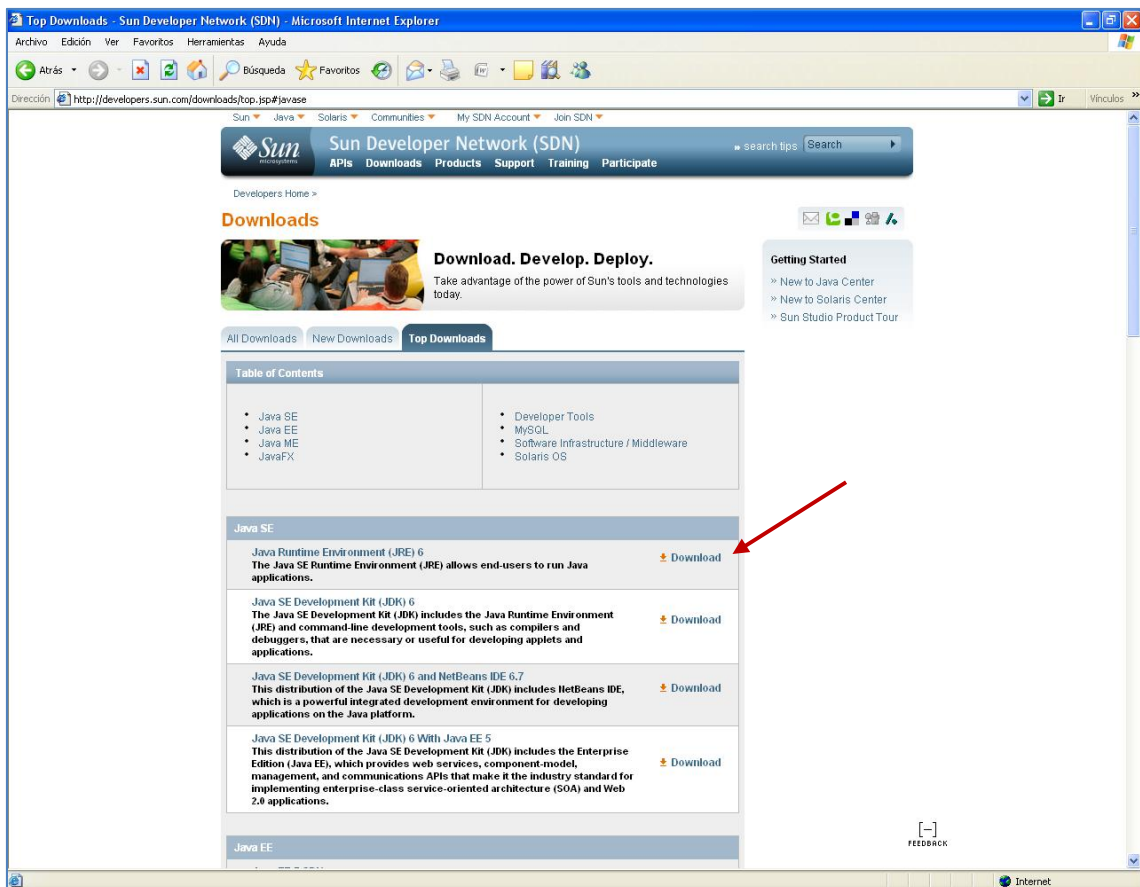 Top Downloads - Sun Developer Network (SDN) - Microsoft Internet Explorer
Archivo Edición Ver Favoritos Herramientas Ayuda
Atrás Búsqueda Favoritos
Dirección http://developers.sun.com/downloads/top.jsp#javase Ir Vínculos »
Sun Java Solaris Communities My SDN Account Join SDN
Sun microsystems
Sun Developer Network (SDN)
» search tips Search
APIs Downloads Products Support Training Participate
Developers Home >
Downloads
Download. Develop. Deploy.
Take advantage of the power of Sun's tools and technologies
today.
Getting Started
» New to Java Center
» New to Solaris Center
» Sun Studio Product Tour
All Downloads New Downloads Top Downloads
Table of Contents
• Java SE
• Java EE
• Java ME
• JavaFX
• Developer Tools
• MySQL
• Software Infrastructure / Middleware
• Solaris OS
Java SE
Java Runtime Environment (JRE) 6
The Java SE Runtime Environment (JRE) allows end-users to run Java
applications.
Download
Java SE Development Kit (JDK) 6
The Java SE Development Kit (JDK) includes the Java Runtime Environment
(JRE) and command-line development tools, such as compilers and
debuggers, that are necessary or useful for developing applets and
applications.
Download
Java SE Development Kit (JDK) 6 and NetBeans IDE 6.7
This distribution of the Java SE Development Kit (JDK) includes NetBeans IDE,
which is a powerful integrated development environment for developing
applications on the Java platform.
Download
Java SE Development Kit (JDK) 6 With Java EE 5
This distribution of the Java SE Development Kit (JDK) includes the Enterprise
Edition (Java EE), which provides web services, component-model,
management, and communications APIs that make it the industry standard for
implementing enterprise-class service-oriented architecture (SOA) and Web
2.0 applications.
Download
[–]
FEEDBACK
Java EE
Internet